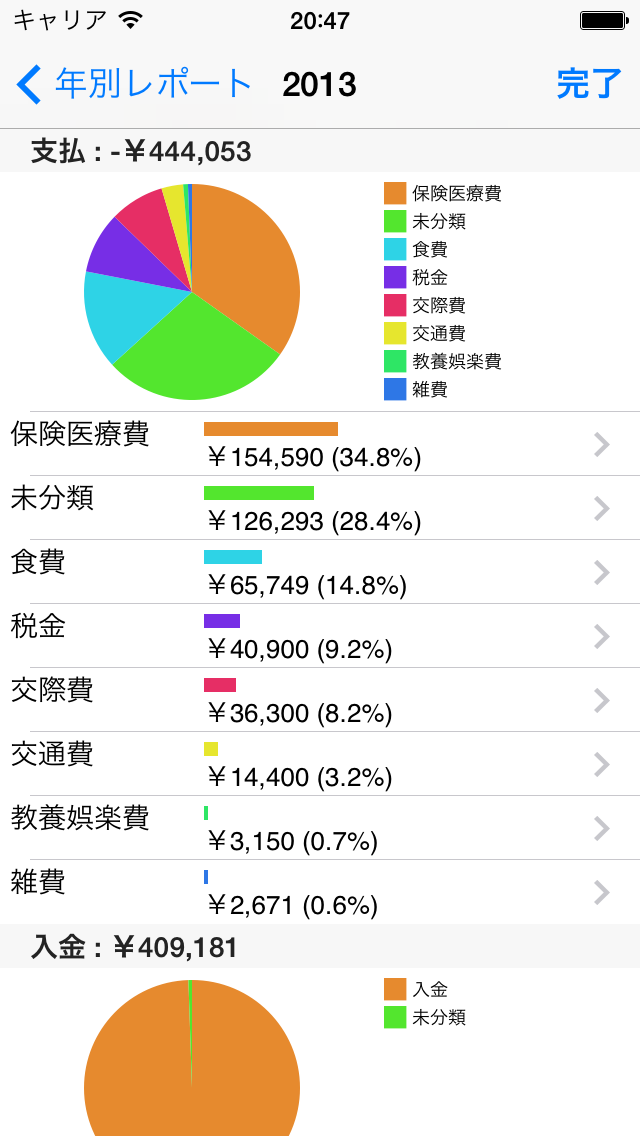 キャリア 20:47
年別レポート 2013 完了
支払 : -￥444,053
保険医療費
未分類
食費
税金
交際費
交通費
教養娯楽費
雑費
保険医療費
￥154,590 (34.8%)
未分類
￥126,293 (28.4%)
食費
￥65,749 (14.8%)
税金
￥40,900 (9.2%)
交際費
￥36,300 (8.2%)
交通費
￥14,400 (3.2%)
教養娯楽費
￥3,150 (0.7%)
雑費
￥2,671 (0.6%)
入金 : ￥409,181
入金
未分類